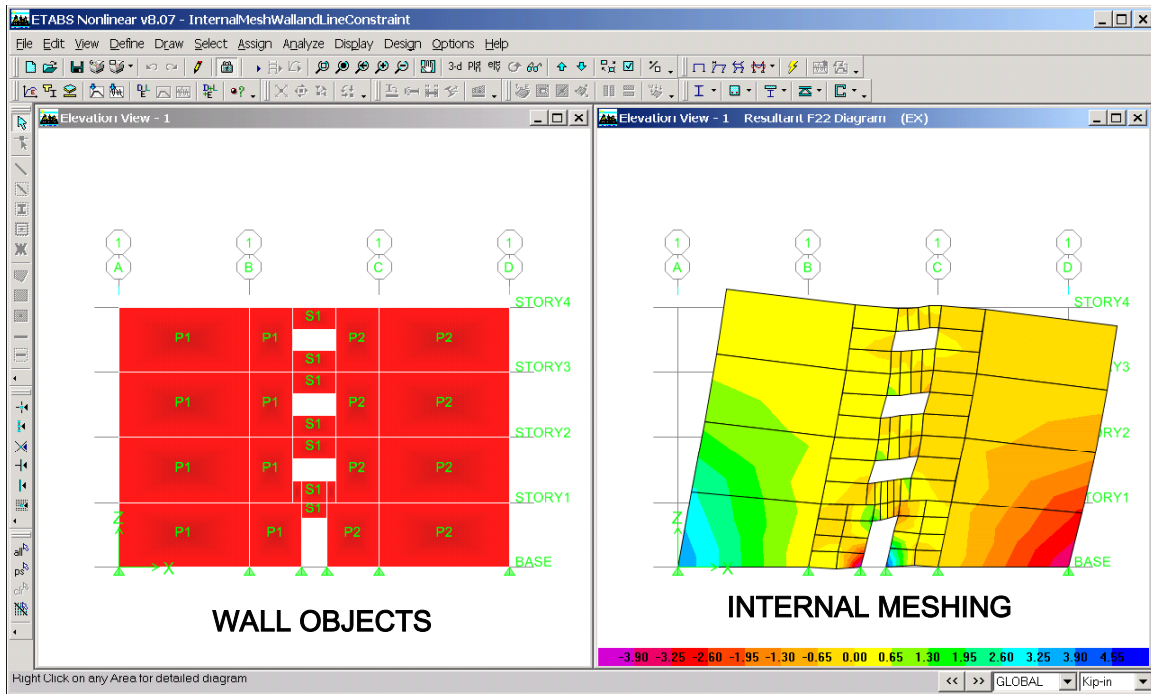 ETABS Nonlinear v8.07 - InternalMeshWallandLineConstraint
File Edit View Define Draw Select Assign Analyze Display Design Options Help
3-d
Elevation View - 1
1 1 1 1
A B C D
STORY4
S1
P1 P1 P2 P2
S1
STORY3
S1
P1 P1 P2 P2
S1
STORY2
S1
P1 P1 P2 P2
S1
STORY1
S1
Z
P1 P1 P2 P2
X
BASE
WALL OBJECTS
Elevation View - 1 Resultant F22 Diagram (EX)
1 1 1 1
A B C D
STORY4
RY3
RY2
TORY1
Z
X
BASE
INTERNAL MESHING
-3.90 -3.25 -2.60 -1.95 -1.30 -0.65 0.00 0.65 1.30 1.95 2.60 3.25 3.90 4.55
all
ps
clr
Right Click on any Area for detailed diagram
<< >> GLOBAL Kip-in